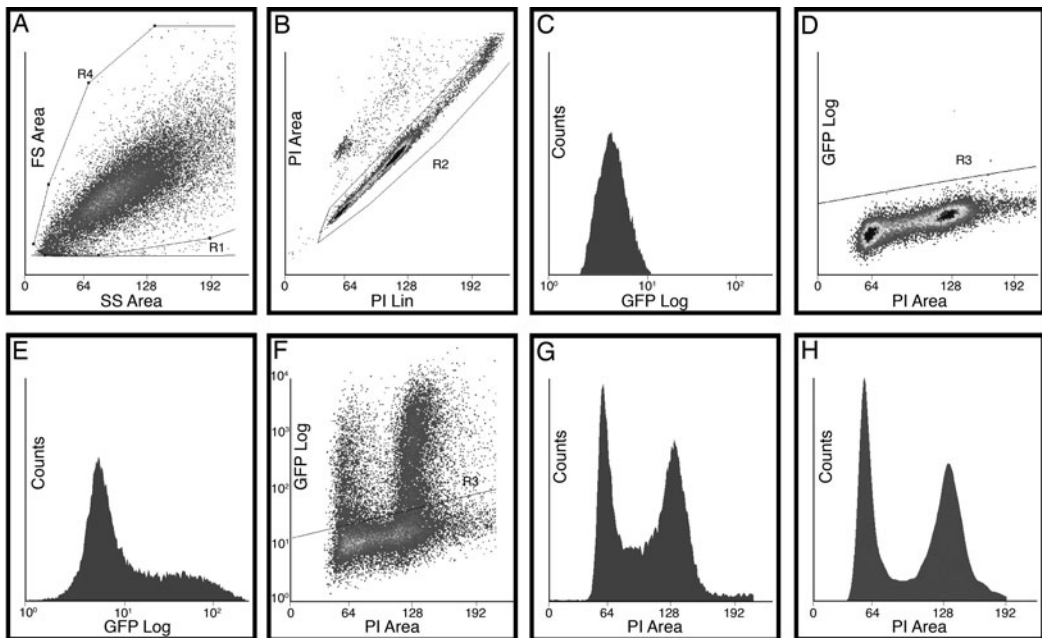 A
FS Area
R4
R1
0 64 128 192
SS Area
B
PI Area
R2
0 64 128 192
PI Lin
C
Counts
10⁰ 10¹ 10²
GFP Log
D
GFP Log
R3
0 64 128 192
PI Area
E
Counts
10⁰ 10¹ 10²
GFP Log
F
10⁴
10³
10²
10¹
10⁰
GFP Log
R3
0 64 128 192
PI Area
G
Counts
0 64 128 192
PI Area
H
Counts
0 64 128 192
PI Area